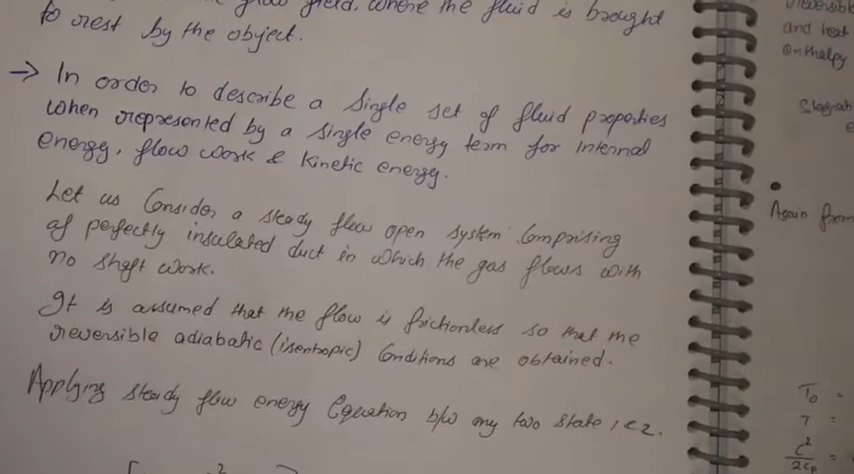 the flow field, where the fluid is brought
to rest by the object.
→ In order to describe a single set of fluid properties
when represented by a single energy term for internal
energy, flow work & kinetic energy.
Let us Consider a steady flow open system Comprising
of perfectly insulated duct in which the gas flows with
no shaft work.
It is assumed that the flow is frictionless so that the
reversible adiabatic (isentropic) Conditions are obtained.
Applying steady flow energy Equation b/w any two state 1 & 2.
and heat
Enthalpy
Again from
T₀ =
T =
C²/2Cp =